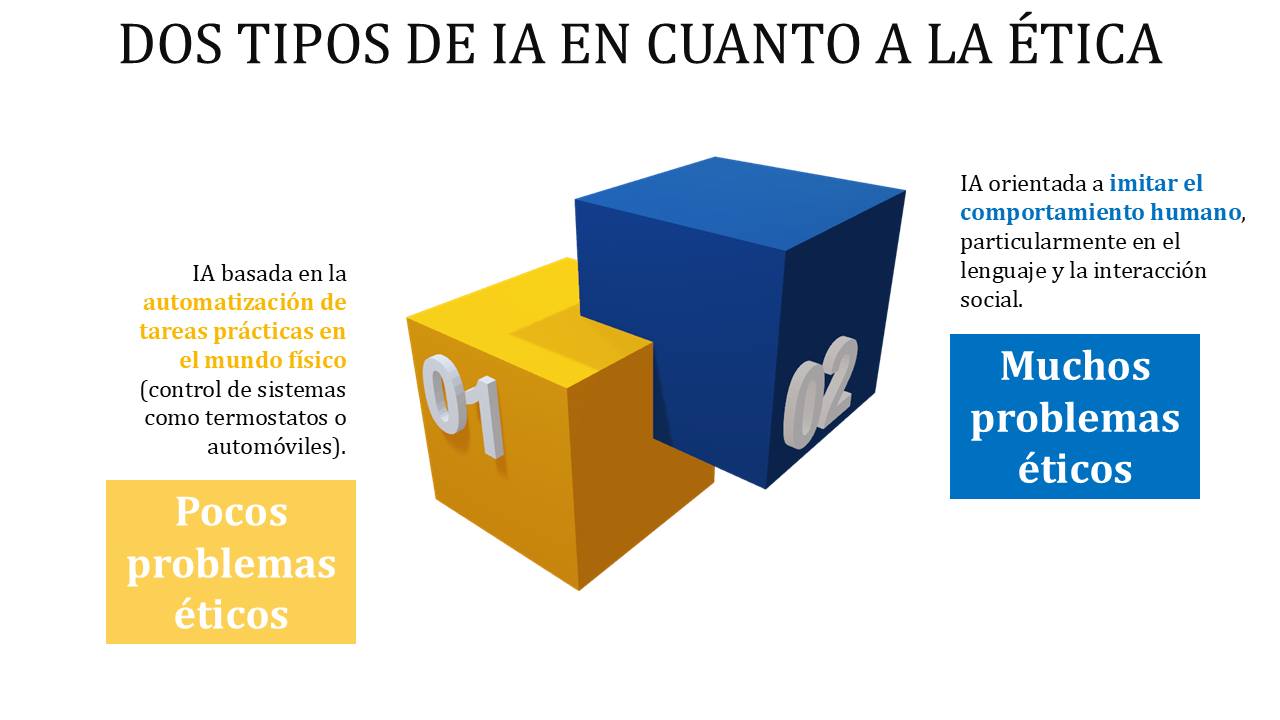 DOS TIPOS DE IA EN CUANTO A LA ÉTICA
IA basada en la
automatización de
tareas prácticas en
el mundo físico
(control de sistemas
como termostatos o
automóviles).
Pocos
problemas
éticos
01
02
IA orientada a imitar el
comportamiento humano,
particularmente en el
lenguaje y la interacción
social.
Muchos
problemas
éticos